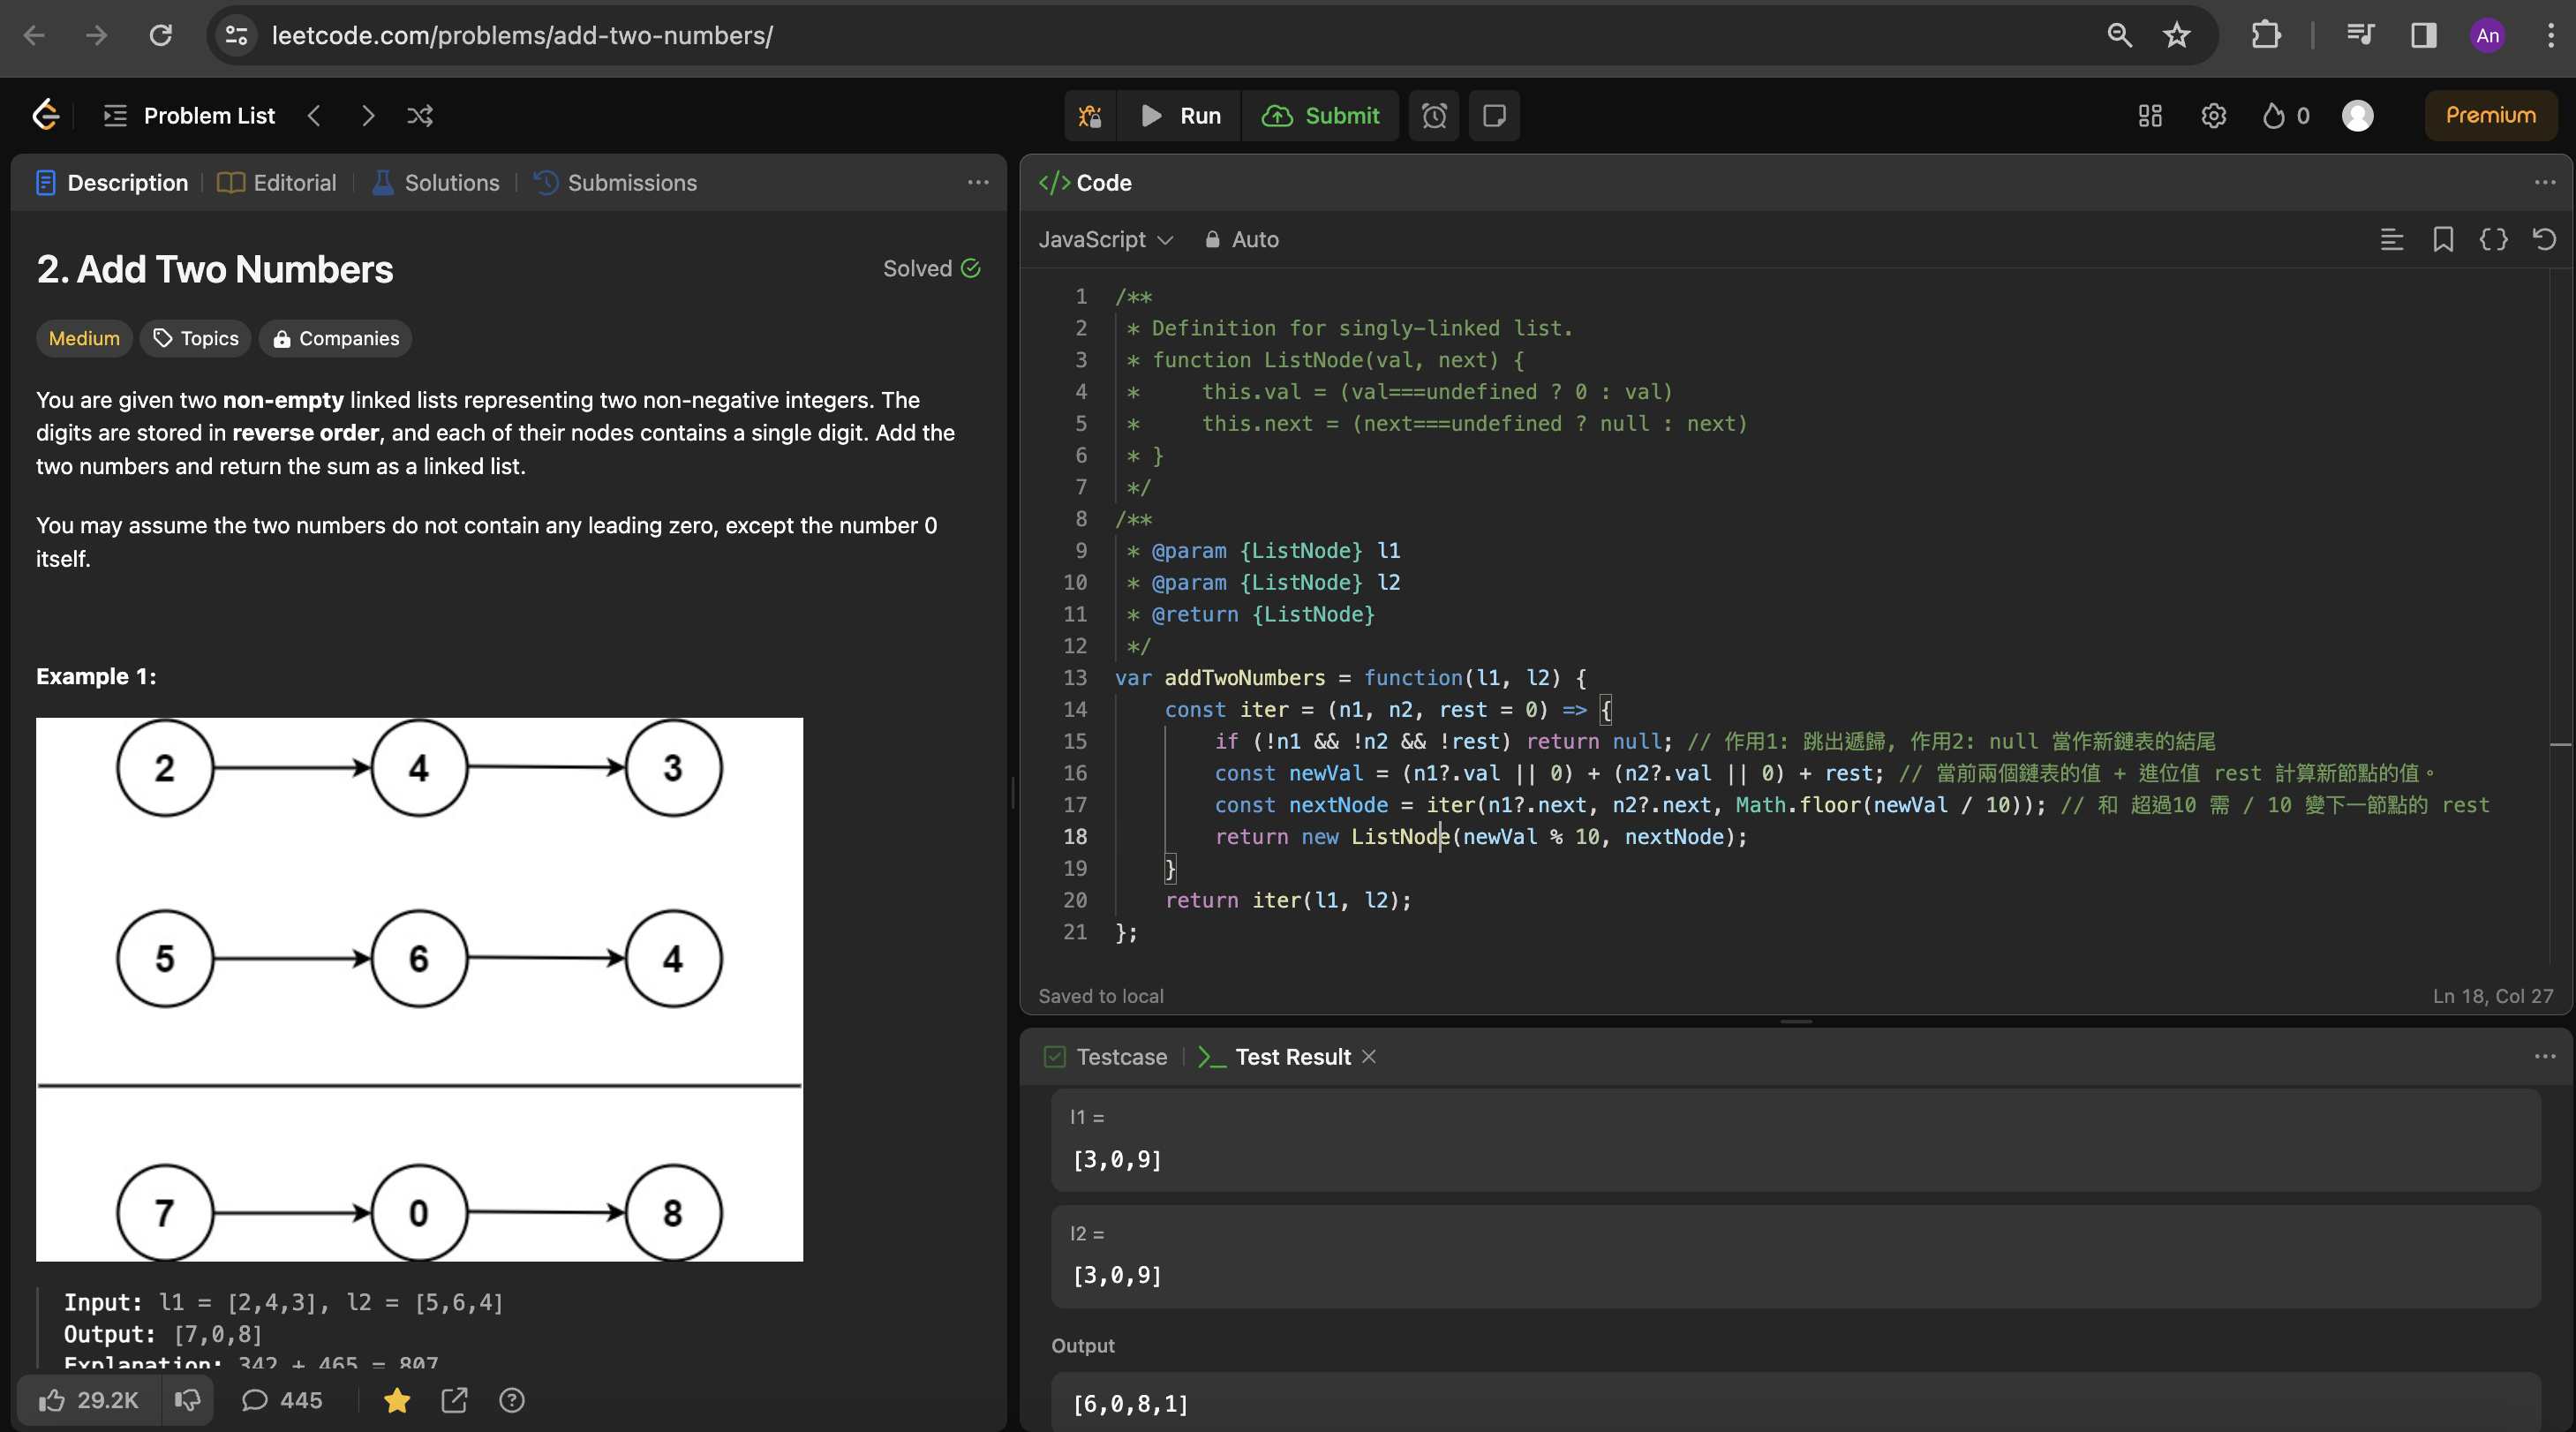 leetcode.com/problems/add-two-numbers/
An
Problem List
Run
Submit
0
Premium
Description
Editorial
Solutions
Submissions
2. Add Two Numbers
Solved
Medium
Topics
Companies
You are given two non-empty linked lists representing two non-negative integers. The
digits are stored in reverse order, and each of their nodes contains a single digit. Add the
two numbers and return the sum as a linked list.
You may assume the two numbers do not contain any leading zero, except the number 0
itself.
Example 1:
2 4 3
5 6 4
7 0 8
Input: l1 = [2,4,3], l2 = [5,6,4]
Output: [7,0,8]
Explanation: 342 + 465 = 807
29.2K
445
</> Code
JavaScript
Auto
1 /**
2 * Definition for singly-linked list.
3 * function ListNode(val, next) {
4 *     this.val = (val===undefined ? 0 : val)
5 *     this.next = (next===undefined ? null : next)
6 * }
7 */
8 /**
9 * @param {ListNode} l1
10 * @param {ListNode} l2
11 * @return {ListNode}
12 */
13 var addTwoNumbers = function(l1, l2) {
14     const iter = (n1, n2, rest = 0) => {
15         if (!n1 && !n2 && !rest) return null; // 作用1: 跳出遞歸, 作用2: null 當作新鏈表的結尾
16         const newVal = (n1?.val || 0) + (n2?.val || 0) + rest; // 當前兩個鏈表的值 + 進位值 rest 計算新節點的值。
17         const nextNode = iter(n1?.next, n2?.next, Math.floor(newVal / 10)); // 和 超過10 需 / 10 變下一節點的 rest
18         return new ListNode(newVal % 10, nextNode);
19     }
20     return iter(l1, l2);
21 };
Saved to local
Ln 18, Col 27
Testcase
Test Result
l1 =
[3,0,9]
l2 =
[3,0,9]
Output
[6,0,8,1]